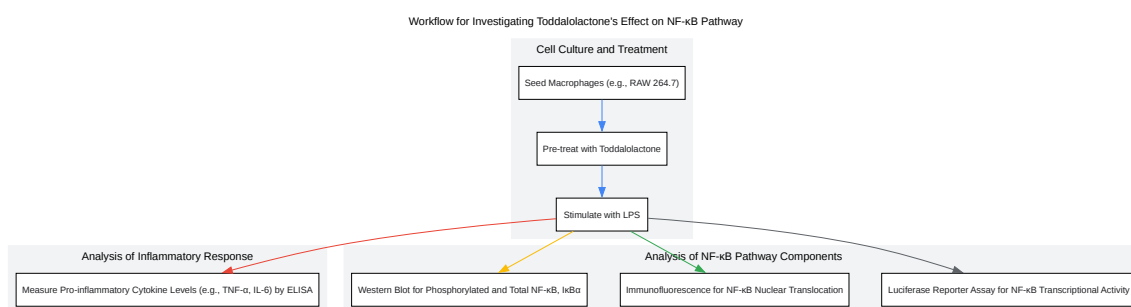 Workflow for Investigating Toddalolactone's Effect on NF-κB Pathway
Cell Culture and Treatment
Seed Macrophages (e.g., RAW 264.7)
Pre-treat with Toddalolactone
Stimulate with LPS
Analysis of Inflammatory Response
Analysis of NF-κB Pathway Components
Measure Pro-inflammatory Cytokine Levels (e.g., TNF-α, IL-6) by ELISA
Western Blot for Phosphorylated and Total NF-κB, IκBα
Immunofluorescence for NF-κB Nuclear Translocation
Luciferase Reporter Assay for NF-κB Transcriptional Activity